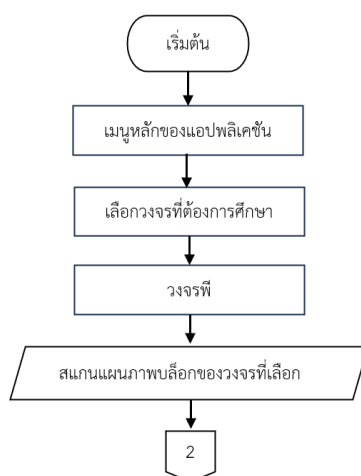 เริ่มต้น
เมนูหลักของแอปพลิเคชัน
เลือกวงจรที่ต้องการศึกษา
วงจรพี
สแกนแผนภาพบล็อกของวงจรที่เลือก
2